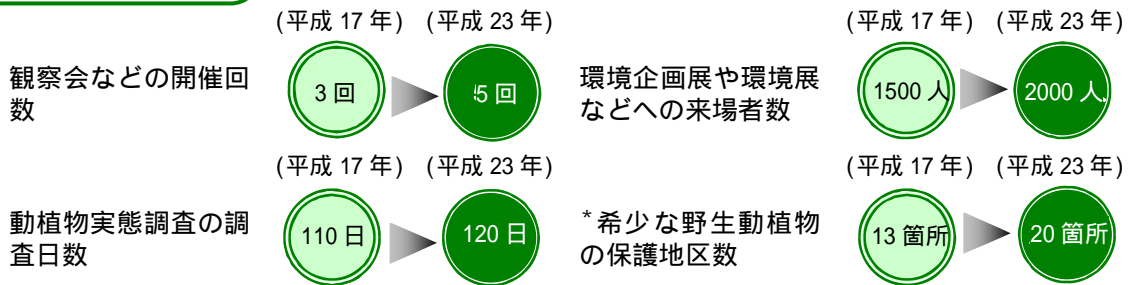 (平成 17 年) (平成 23 年)
観察会などの開催回
数
3 回
5 回
(平成 17 年) (平成 23 年)
環境企画展や環境展
などへの来場者数
1500 人
2000 人
(平成 17 年) (平成 23 年)
動植物実態調査の調
査日数
110 日
120 日
(平成 17 年) (平成 23 年)
*希少な野生動植物
の保護地区数
13 箇所
20 箇所